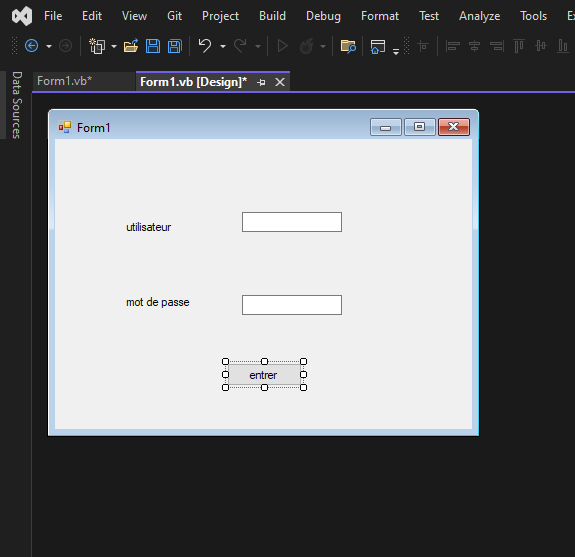 File Edit View Git Project Build Debug Format Test Analyze Tools
Form1.vb* Form1.vb [Design]*
Data Sources
Form1
utilisateur
mot de passe
entrer